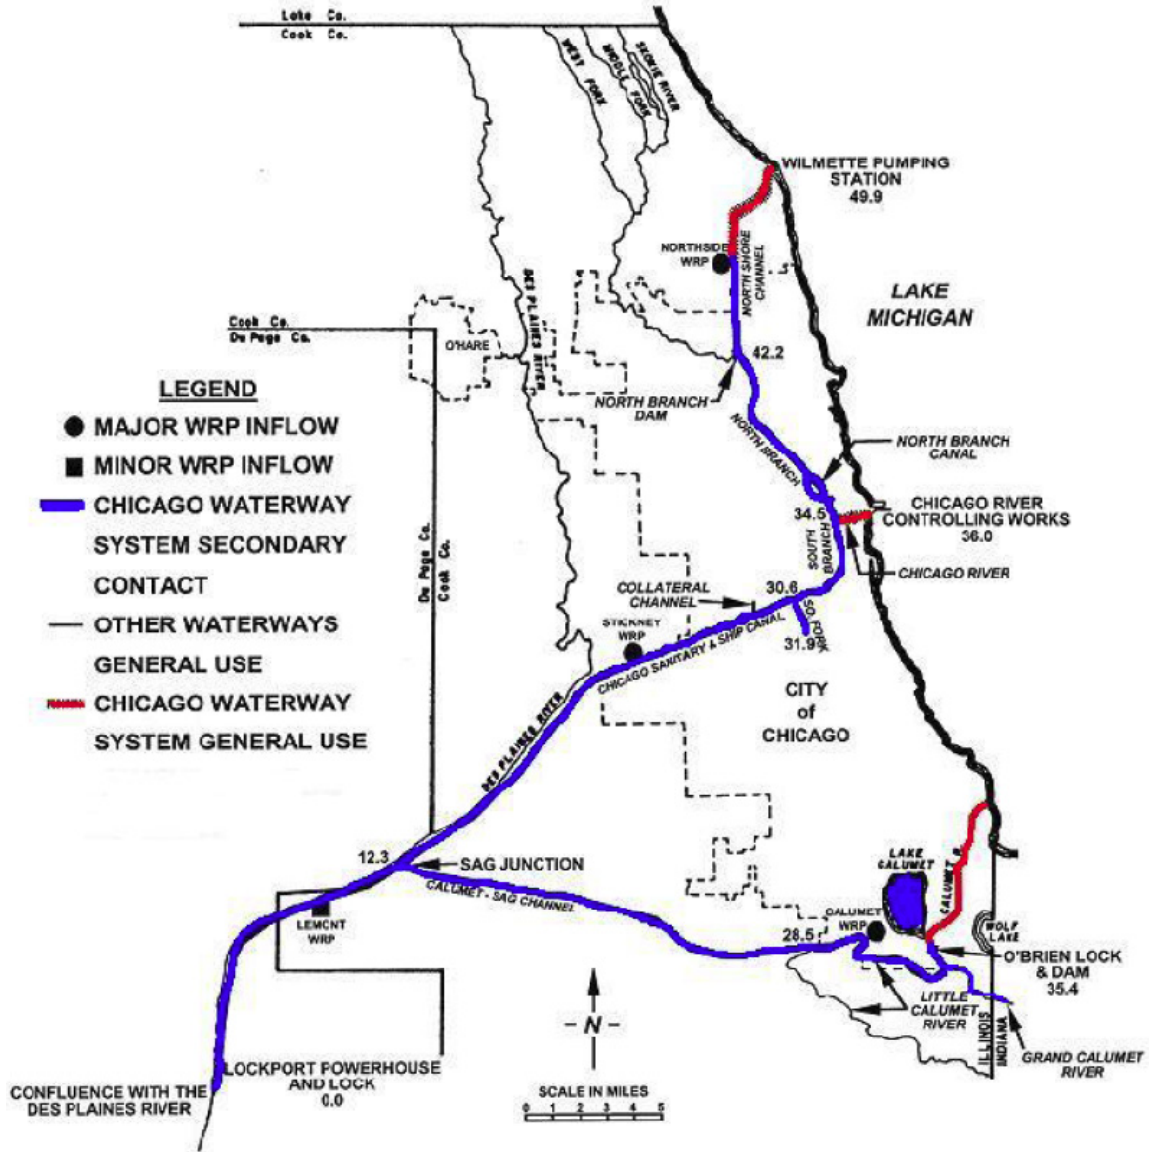 Lake Co.
Cook Co.
WEST FORK
MIDDLE FORK
SKOKIE RIVER
WILMETTE PUMPING
STATION
49.9
NORTHSIDE
WRP
NORTH SHORE
CHANNEL
LAKE
MICHIGAN
DES PLAINES RIVER
Cook Co.
Du Page Co.
O'HARE
42.2
NORTH BRANCH
DAM
LEGEND
MAJOR WRP INFLOW
MINOR WRP INFLOW
CHICAGO WATERWAY
SYSTEM SECONDARY
CONTACT
OTHER WATERWAYS
GENERAL USE
CHICAGO WATERWAY
SYSTEM GENERAL USE
NORTH BRANCH
NORTH BRANCH
CANAL
34.5
CHICAGO RIVER
CONTROLLING WORKS
36.0
SOUTH
BRANCH
CHICAGO RIVER
Du Page Co.
Cook Co.
COLLATERAL
CHANNEL
30.6
SO. FORK
31.9
STICKNEY
WRP
CHICAGO SANITARY & SHIP CANAL
CITY
of
CHICAGO
DES PLAINES RIVER
12.3
SAG JUNCTION
CALUMET - SAG CHANNEL
LEMONT
WRP
LAKE
CALUMET
CALUMET R.
CALUMET
WRP
28.5
WOLF
LAKE
O'BRIEN LOCK
& DAM
35.4
LITTLE
CALUMET
RIVER
ILLINOIS
INDIANA
GRAND CALUMET
RIVER
N
SCALE IN MILES
0 1 2 3 4 5
LOCKPORT POWERHOUSE
AND LOCK
0.0
CONFLUENCE WITH THE
DES PLAINES RIVER